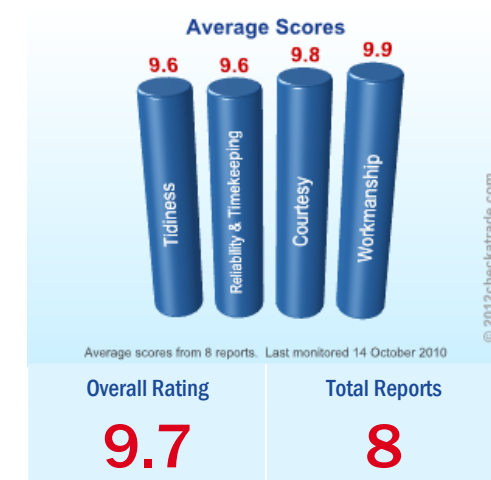 Average Scores
9.6
9.6
9.8
9.9
Tidiness
Reliability & Timekeeping
Courtesy
Workmanship
© 2012checkatrade.com
Average scores from 8 reports. Last monitored 14 October 2010
Overall Rating
9.7
Total Reports
8